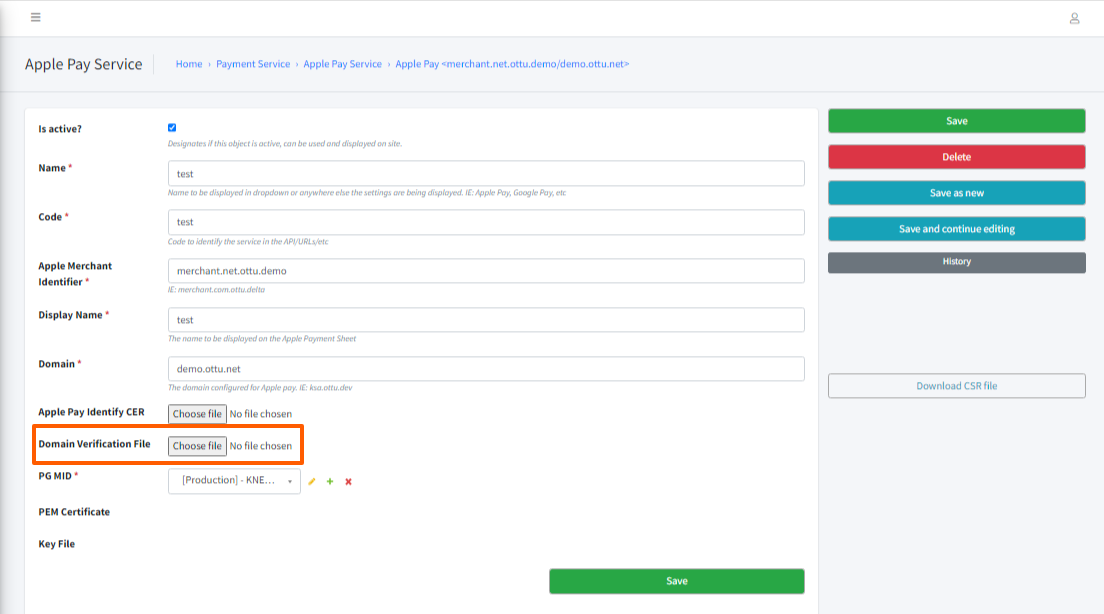 Apple Pay Service
Home › Payment Service › Apple Pay Service › Apple Pay <merchant.net.ottu.demo/demo.ottu.net>
Is active?
Designates if this object is active, can be used and displayed on site.
Name *
test
Name to be displayed in dropdown or anywhere else the settings are being displayed. IE: Apple Pay, Google Pay, etc
Code *
test
Code to identify the service in the API/URLs/etc
Apple Merchant
Identifier *
merchant.net.ottu.demo
IE: merchant.com.ottu.delta
Display Name *
test
The name to be displayed on the Apple Payment Sheet
Domain *
demo.ottu.net
The domain configured for Apple pay. IE: ksa.ottu.dev
Apple Pay Identify CER
Choose file No file chosen
Domain Verification File
Choose file No file chosen
PG MID *
[Production] - KNE...
PEM Certificate
Key File
Save
Save
Delete
Save as new
Save and continue editing
History
Download CSR file